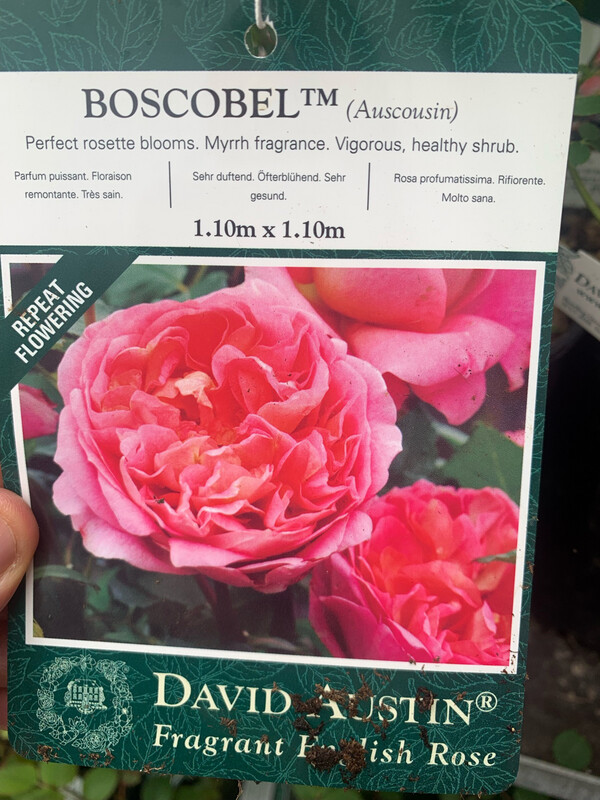 BOSCOBEL™ (Auscousin)
Perfect rosette blooms. Myrrh fragrance. Vigorous, healthy shrub.
Parfum puissant. Floraison
remontante. Très sain.
Sehr duftend. Öfterblühend. Sehr
gesund.
Rosa profumatissima. Rifiorente.
Molto sana.
1.10m x 1.10m
REPEAT
FLOWERING
DAVID AUSTIN®
Fragrant English Rose